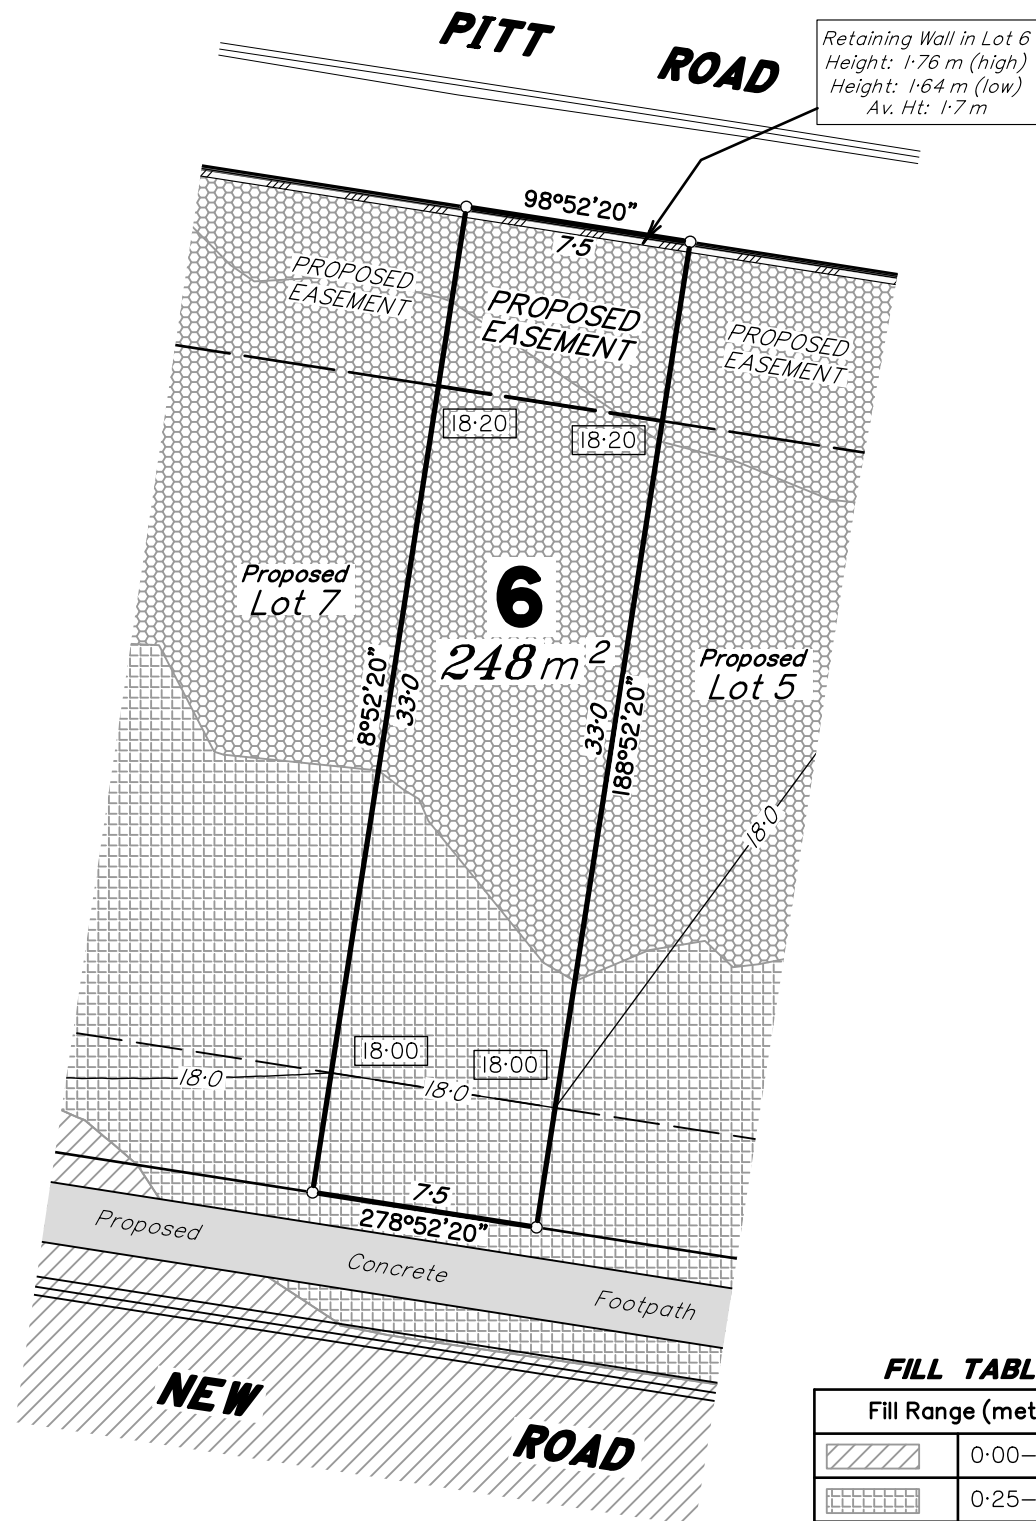 PITT
ROAD
Retaining Wall in Lot 6
Height: 1·76 m (high)
Height: 1·64 m (low)
Av. Ht: 1·7 m
98°52'20"
7·5
PROPOSED
EASEMENT
PROPOSED
EASEMENT
PROPOSED
EASEMENT
18·20
18·20
Proposed
Lot 7
6
248 m²
Proposed
Lot 5
8°52'20"
33·0
33·0
188°52'20"
18·0
18·00
18·00
18·0
18·0
7·5
278°52'20"
Proposed
Concrete
Footpath
NEW
ROAD
FILL TABL
Fill Range (met
0·00–
0·25–